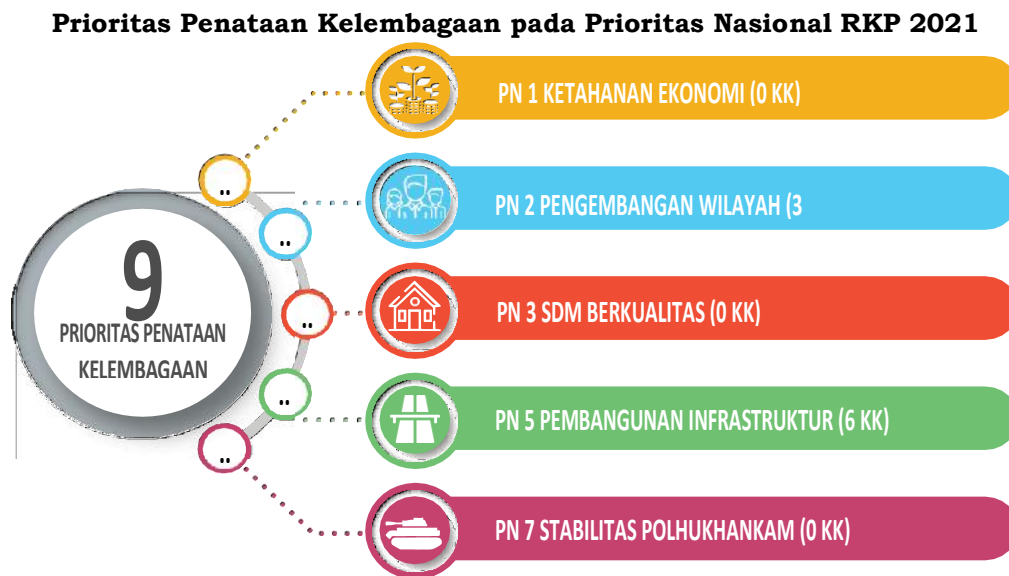 Prioritas Penataan Kelembagaan pada Prioritas Nasional RKP 2021
PN 1 KETAHANAN EKONOMI (0 KK)
..
PN 2 PENGEMBANGAN WILAYAH (3
..
9
PRIORITAS PENATAAN
KELEMBAGAAN
PN 3 SDM BERKUALITAS (0 KK)
..
PN 5 PEMBANGUNAN INFRASTRUKTUR (6 KK)
..
PN 7 STABILITAS POLHUKHANKAM (0 KK)
..